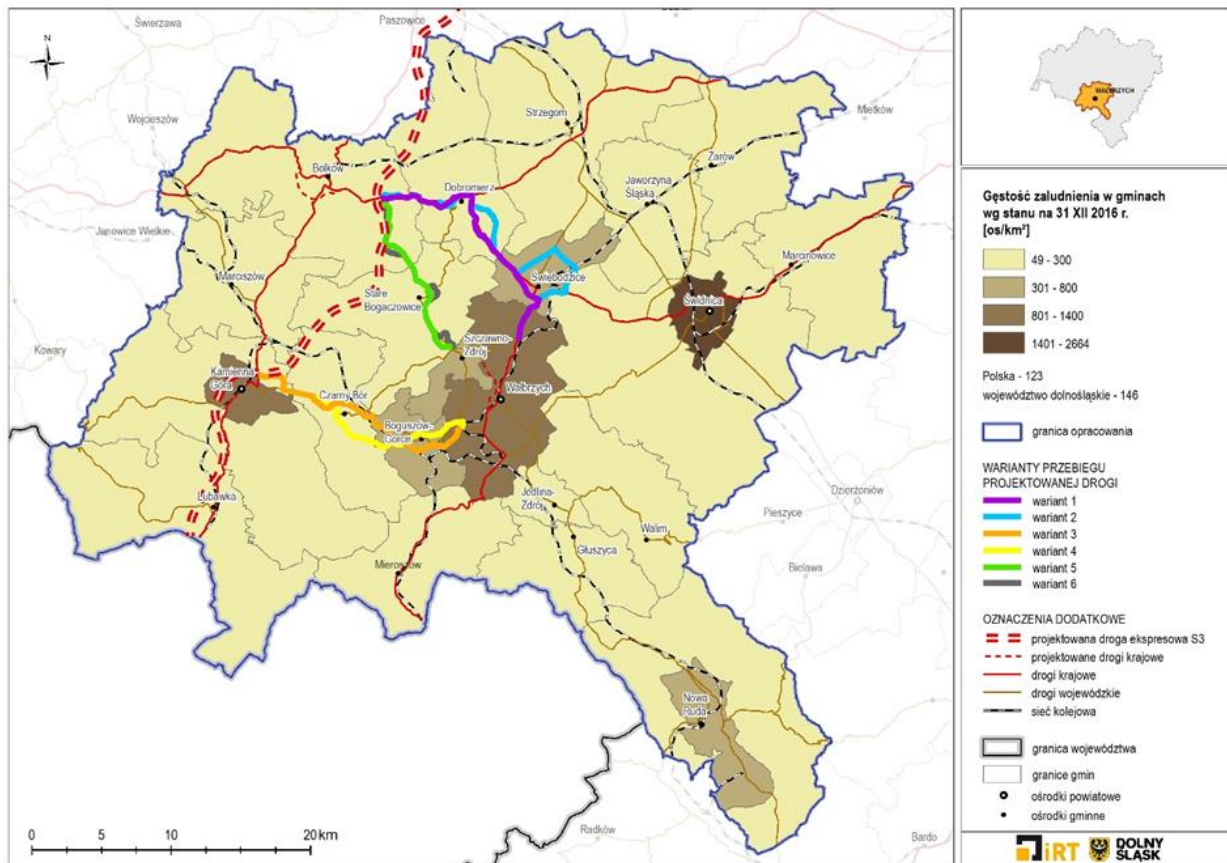 Świerzawa
Paszowice
N
Wojcieszów
Strzegom
Mietków
Bolków
Żarów
Dobromierz
Jaworzyna
Śląska
Janowice Wielkie
Marciszów
Marcinowice
Świebodzice
Stare
Bogaczowice
Świdnica
Szczawno-
Zdrój
Kowary
Kamienna
Góra
Czarny Bór
Wałbrzych
Boguszów-
Gorce
Lubawka
Jedlina-
Zdrój
Dzierżoniów
Pieszyce
Walim
Głuszyca
Mieroszów
Bielawa
Nowa
Ruda
Radków
Bardo
0 5 10 20 km
WAŁBRZYCH
Gęstość zaludnienia w gminach
wg stanu na 31 XII 2016 r.
[os/km²]
49 - 300
301 - 800
801 - 1400
1401 - 2664
Polska - 123
województwo dolnośląskie - 146
granica opracowania
WARIANTY PRZEBIEGU
PROJEKTOWANEJ DROGI
wariant 1
wariant 2
wariant 3
wariant 4
wariant 5
wariant 6
OZNACZENIA DODATKOWE
projektowana droga ekspresowa S3
projektowane drogi krajowe
drogi krajowe
drogi wojewódzkie
sieć kolejowa
granica województwa
granice gmin
ośrodki powiatowe
ośrodki gminne
iRT
DOLNY
ŚLĄSK